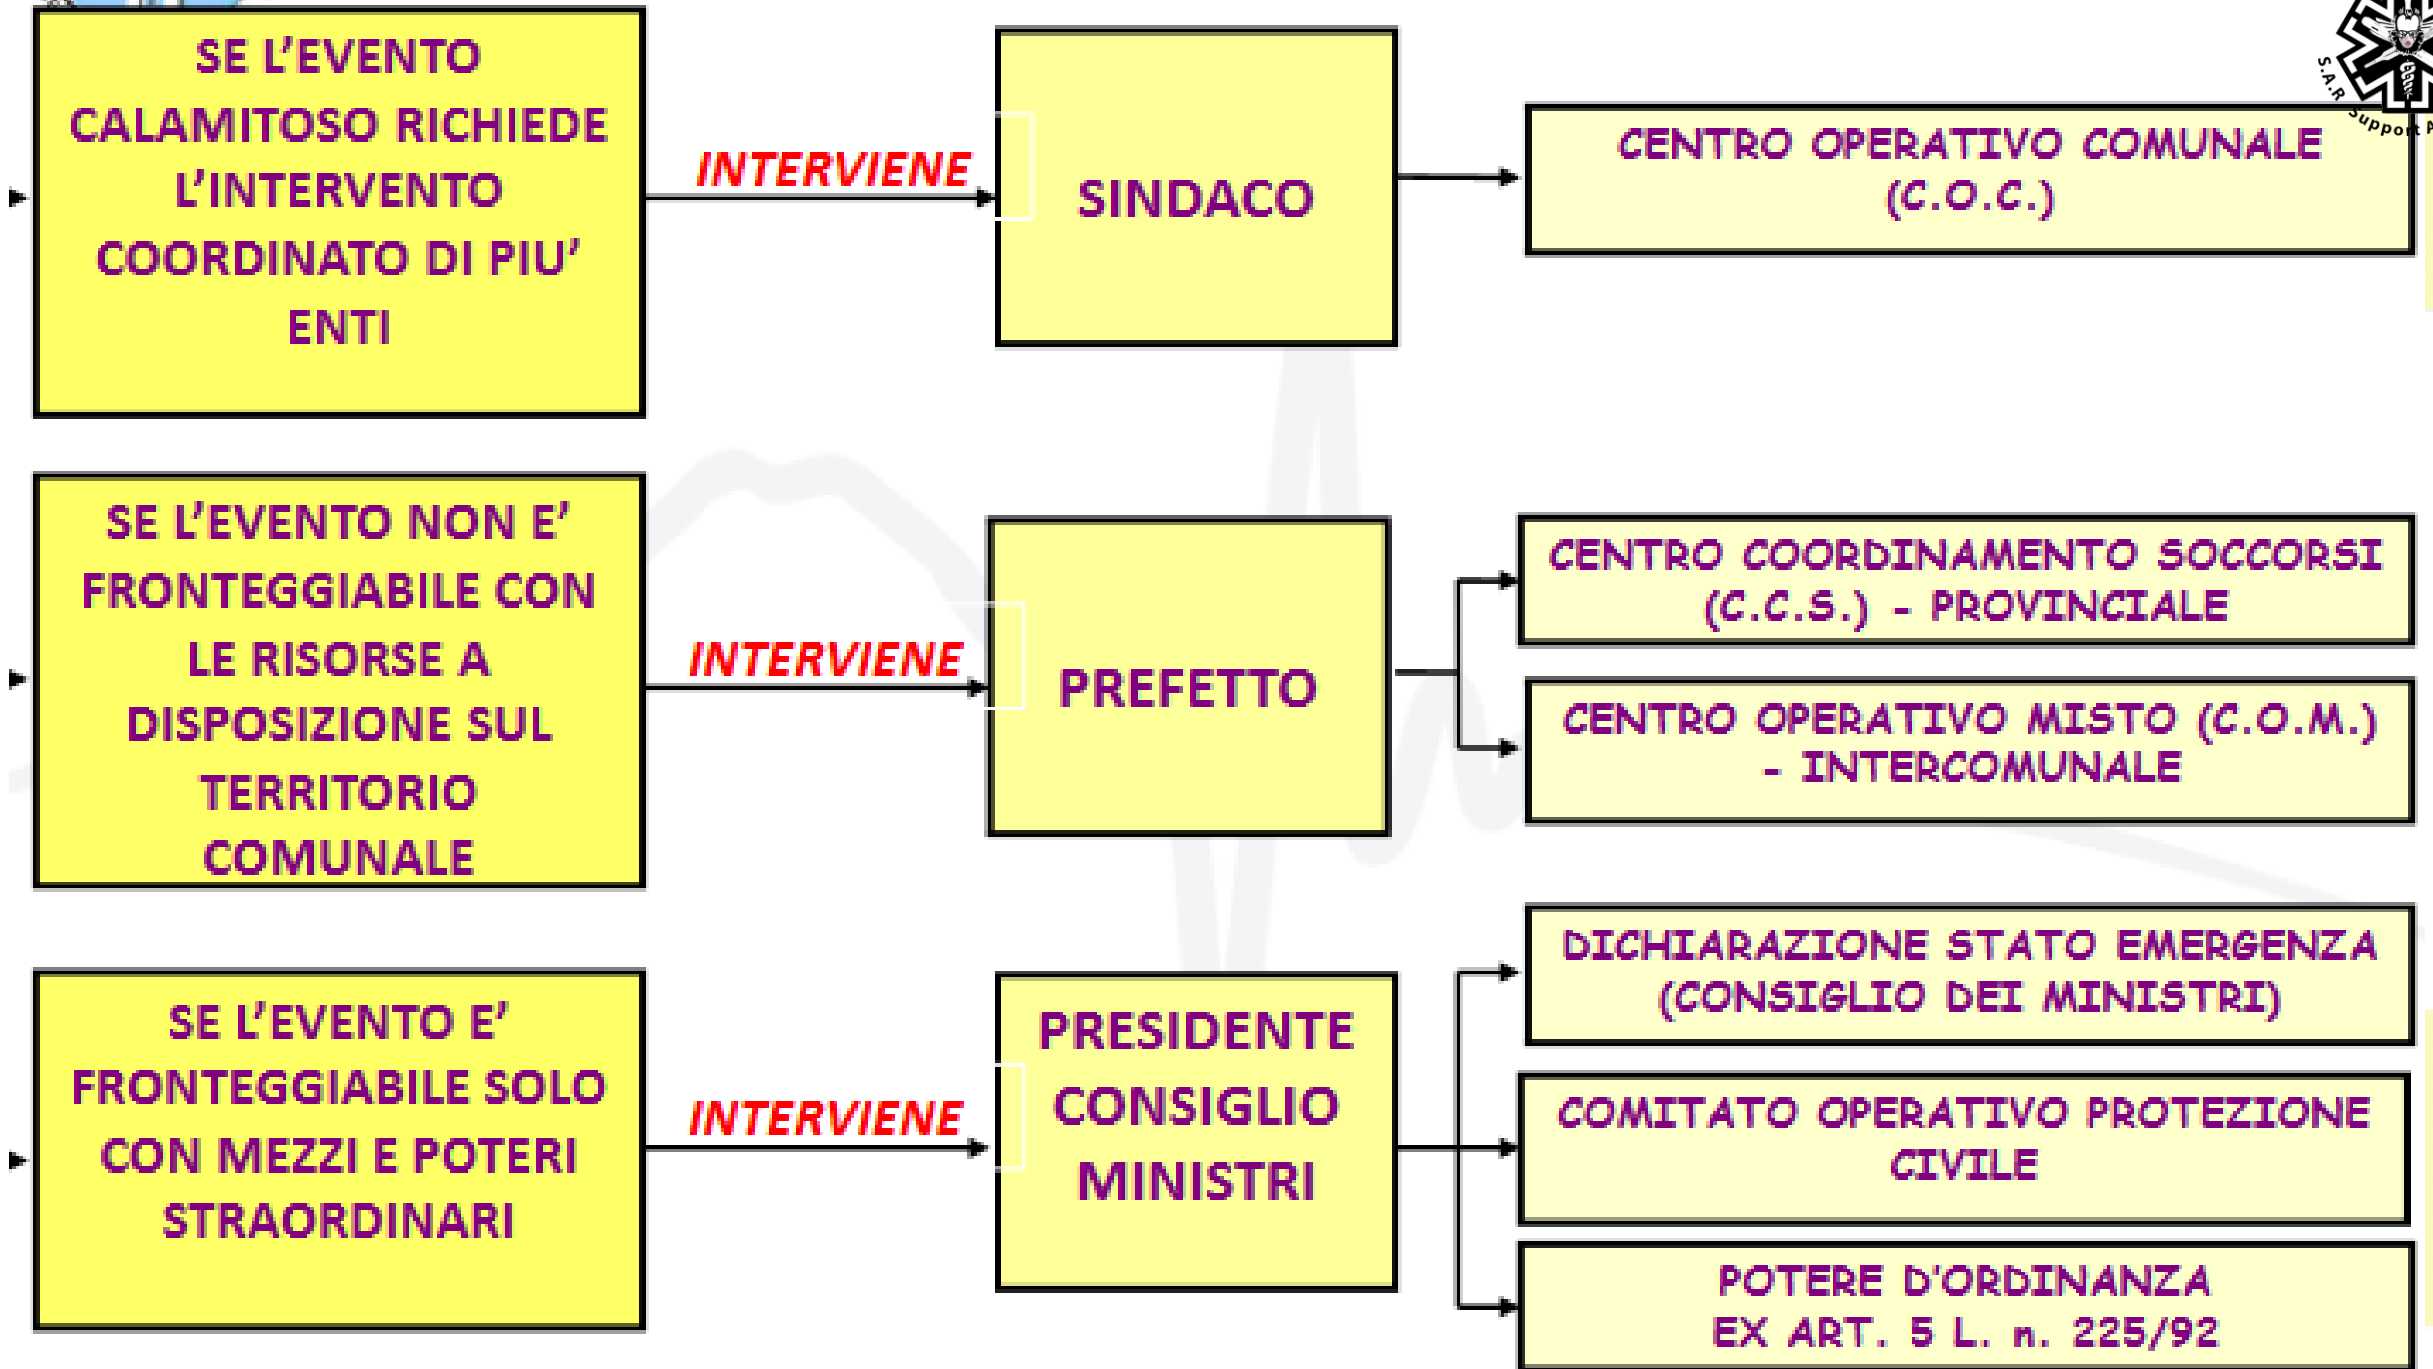 SE L'EVENTO
CALAMITOSO RICHIEDE
L'INTERVENTO
COORDINATO DI PIU'
ENTI
INTERVIENE
SINDACO
CENTRO OPERATIVO COMUNALE
(C.O.C.)
S.A.R
Support
SE L'EVENTO NON E'
FRONTEGGIABILE CON
LE RISORSE A
DISPOSIZIONE SUL
TERRITORIO
COMUNALE
INTERVIENE
PREFETTO
CENTRO COORDINAMENTO SOCCORSI
(C.C.S.) - PROVINCIALE
CENTRO OPERATIVO MISTO (C.O.M.)
- INTERCOMUNALE
SE L'EVENTO E'
FRONTEGGIABILE SOLO
CON MEZZI E POTERI
STRAORDINARI
INTERVIENE
PRESIDENTE
CONSIGLIO
MINISTRI
DICHIARAZIONE STATO EMERGENZA
(CONSIGLIO DEI MINISTRI)
COMITATO OPERATIVO PROTEZIONE
CIVILE
POTERE D'ORDINANZA
EX ART. 5 L. n. 225/92